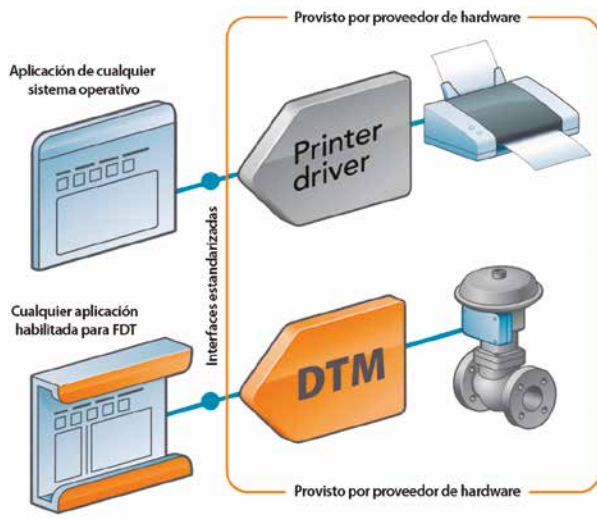 Provisto por proveedor de hardware
Aplicación de cualquier
sistema operativo
Printer
driver
Interfaces estandarizadas
Cualquier aplicación
habilitada para FDT
DTM
Provisto por proveedor de hardware